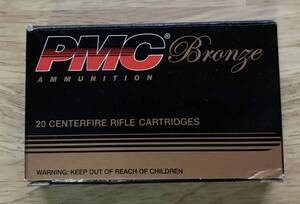 PMC® Bronze
AMMUNITION
20 CENTERFIRE RIFLE CARTRIDGES
WARNING: KEEP OUT OF REACH OF CHILDREN